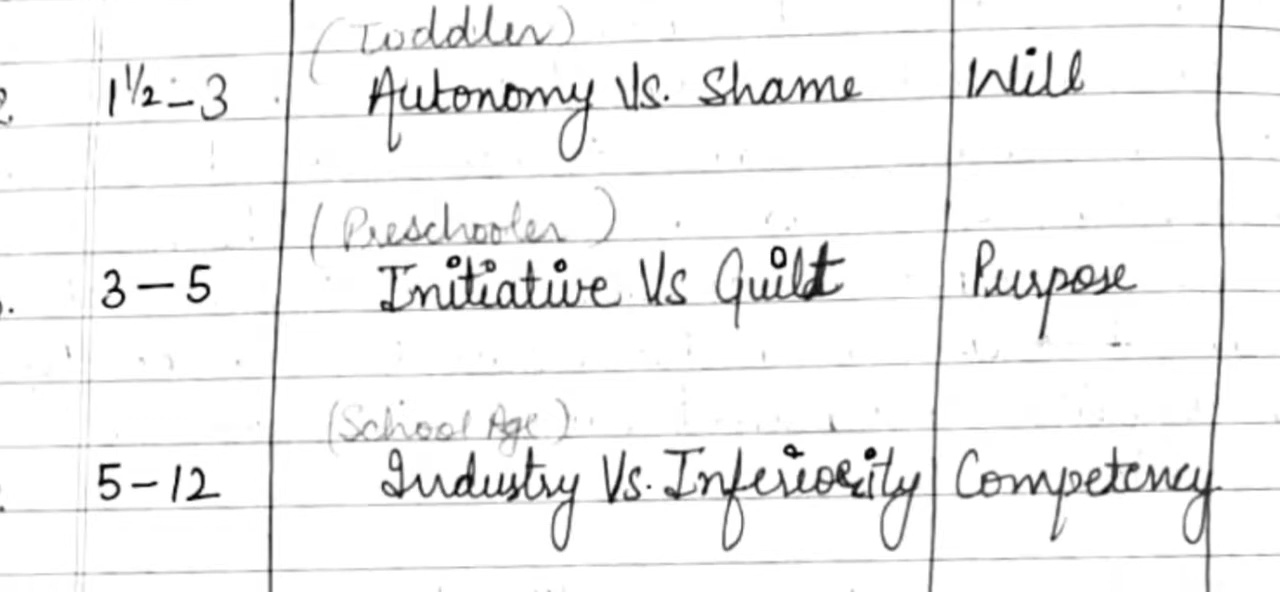 (Toddler)
1½-3 Autonomy Vs. Shame Will
(Preschooler)
3-5 Initiative Vs Guilt Purpose
(School Age)
5-12 Industry Vs. Inferiority Competency